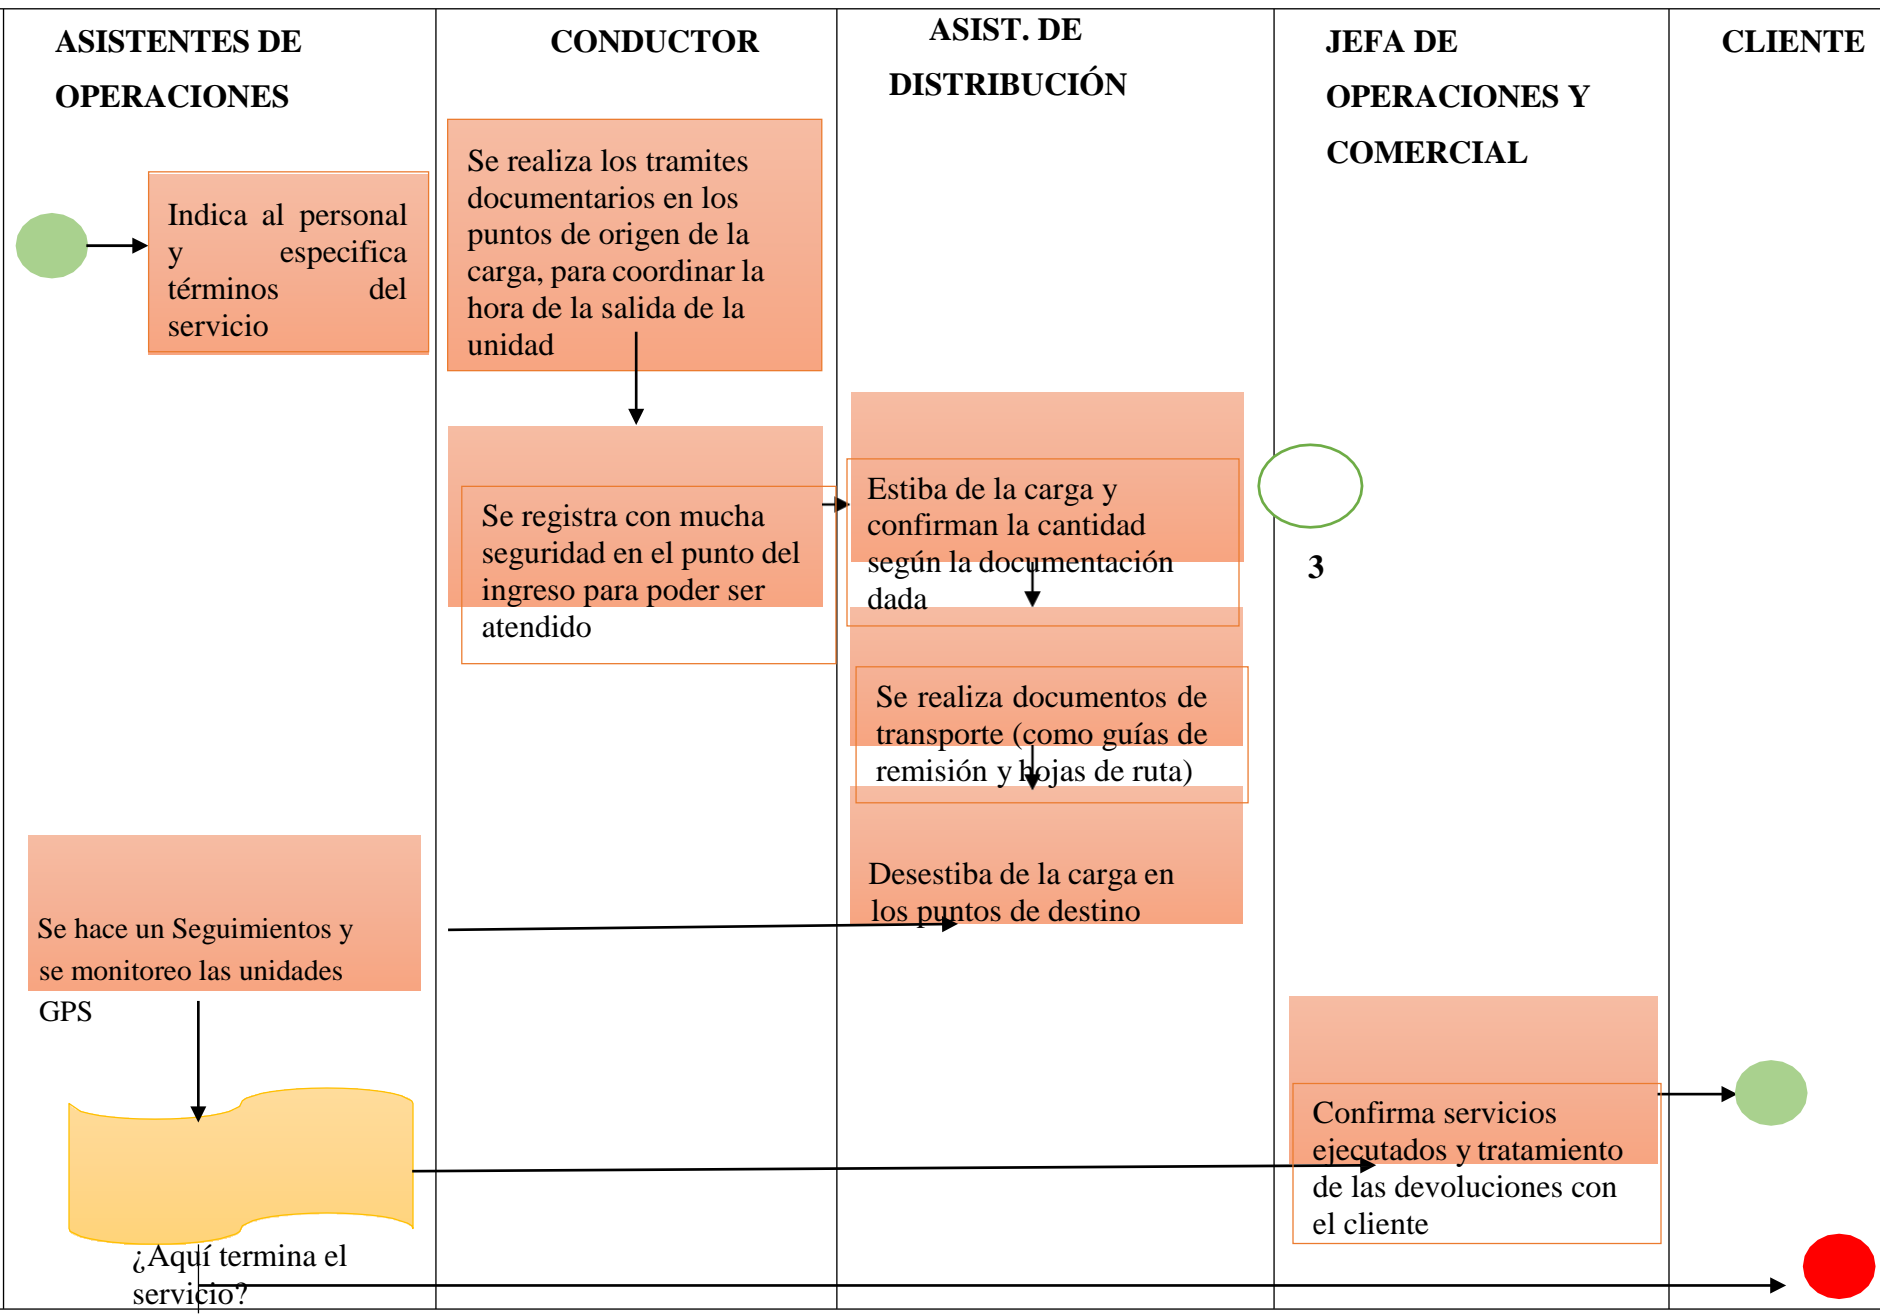 ASISTENTES DE
OPERACIONES
CONDUCTOR
ASIST. DE
DISTRIBUCIÓN
JEFA DE
OPERACIONES Y
COMERCIAL
CLIENTE
Indica al personal
y especifica
términos del
servicio
Se realiza los tramites
documentarios en los
puntos de origen de la
carga, para coordinar la
hora de la salida de la
unidad
Se registra con mucha
seguridad en el punto del
ingreso para poder ser
atendido
Estiba de la carga y
confirman la cantidad
según la documentación
dada
3
Se realiza documentos de
transporte (como guías de
remisión y hojas de ruta)
Desestiba de la carga en
los puntos de destino
Se hace un Seguimientos y
se monitoreo las unidades
GPS
Confirma servicios
ejecutados y tratamiento
de las devoluciones con
el cliente
¿Aquí termina el
servicio?